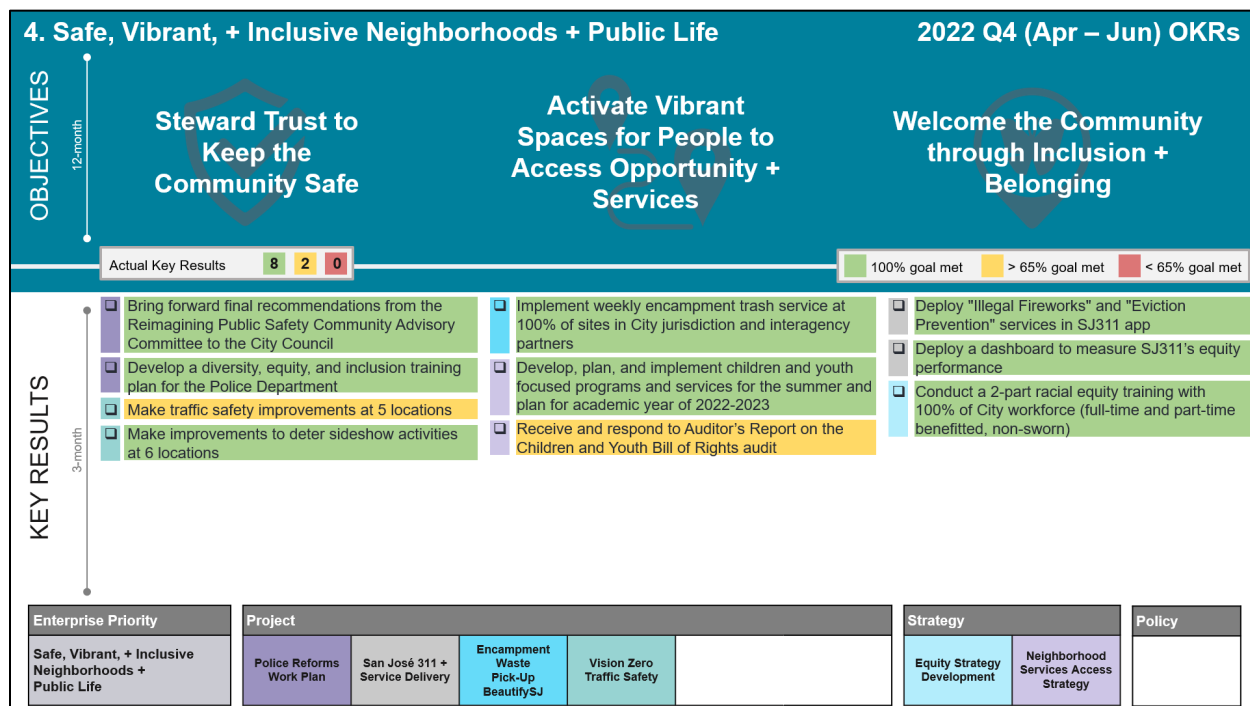 4. Safe, Vibrant, + Inclusive Neighborhoods + Public Life
2022 Q4 (Apr – Jun) OKRs
OBJECTIVES
12-month
Steward Trust to
Keep the
Community Safe
Activate Vibrant
Spaces for People to
Access Opportunity +
Services
Welcome the Community
through Inclusion +
Belonging
Actual Key Results 8 2 0
100% goal met > 65% goal met < 65% goal met
KEY RESULTS
3-month
Bring forward final recommendations from the
Reimagining Public Safety Community Advisory
Committee to the City Council
Develop a diversity, equity, and inclusion training
plan for the Police Department
Make traffic safety improvements at 5 locations
Make improvements to deter sideshow activities
at 6 locations
Implement weekly encampment trash service at
100% of sites in City jurisdiction and interagency
partners
Develop, plan, and implement children and youth
focused programs and services for the summer and
plan for academic year of 2022-2023
Receive and respond to Auditor’s Report on the
Children and Youth Bill of Rights audit
Deploy "Illegal Fireworks" and "Eviction
Prevention" services in SJ311 app
Deploy a dashboard to measure SJ311’s equity
performance
Conduct a 2-part racial equity training with
100% of City workforce (full-time and part-time
benefitted, non-sworn)
Enterprise Priority
Safe, Vibrant, + Inclusive
Neighborhoods +
Public Life
Project
Police Reforms
Work Plan
San José 311 +
Service Delivery
Encampment
Waste
Pick-Up
BeautifySJ
Vision Zero
Traffic Safety
Strategy
Equity Strategy
Development
Neighborhood
Services Access
Strategy
Policy